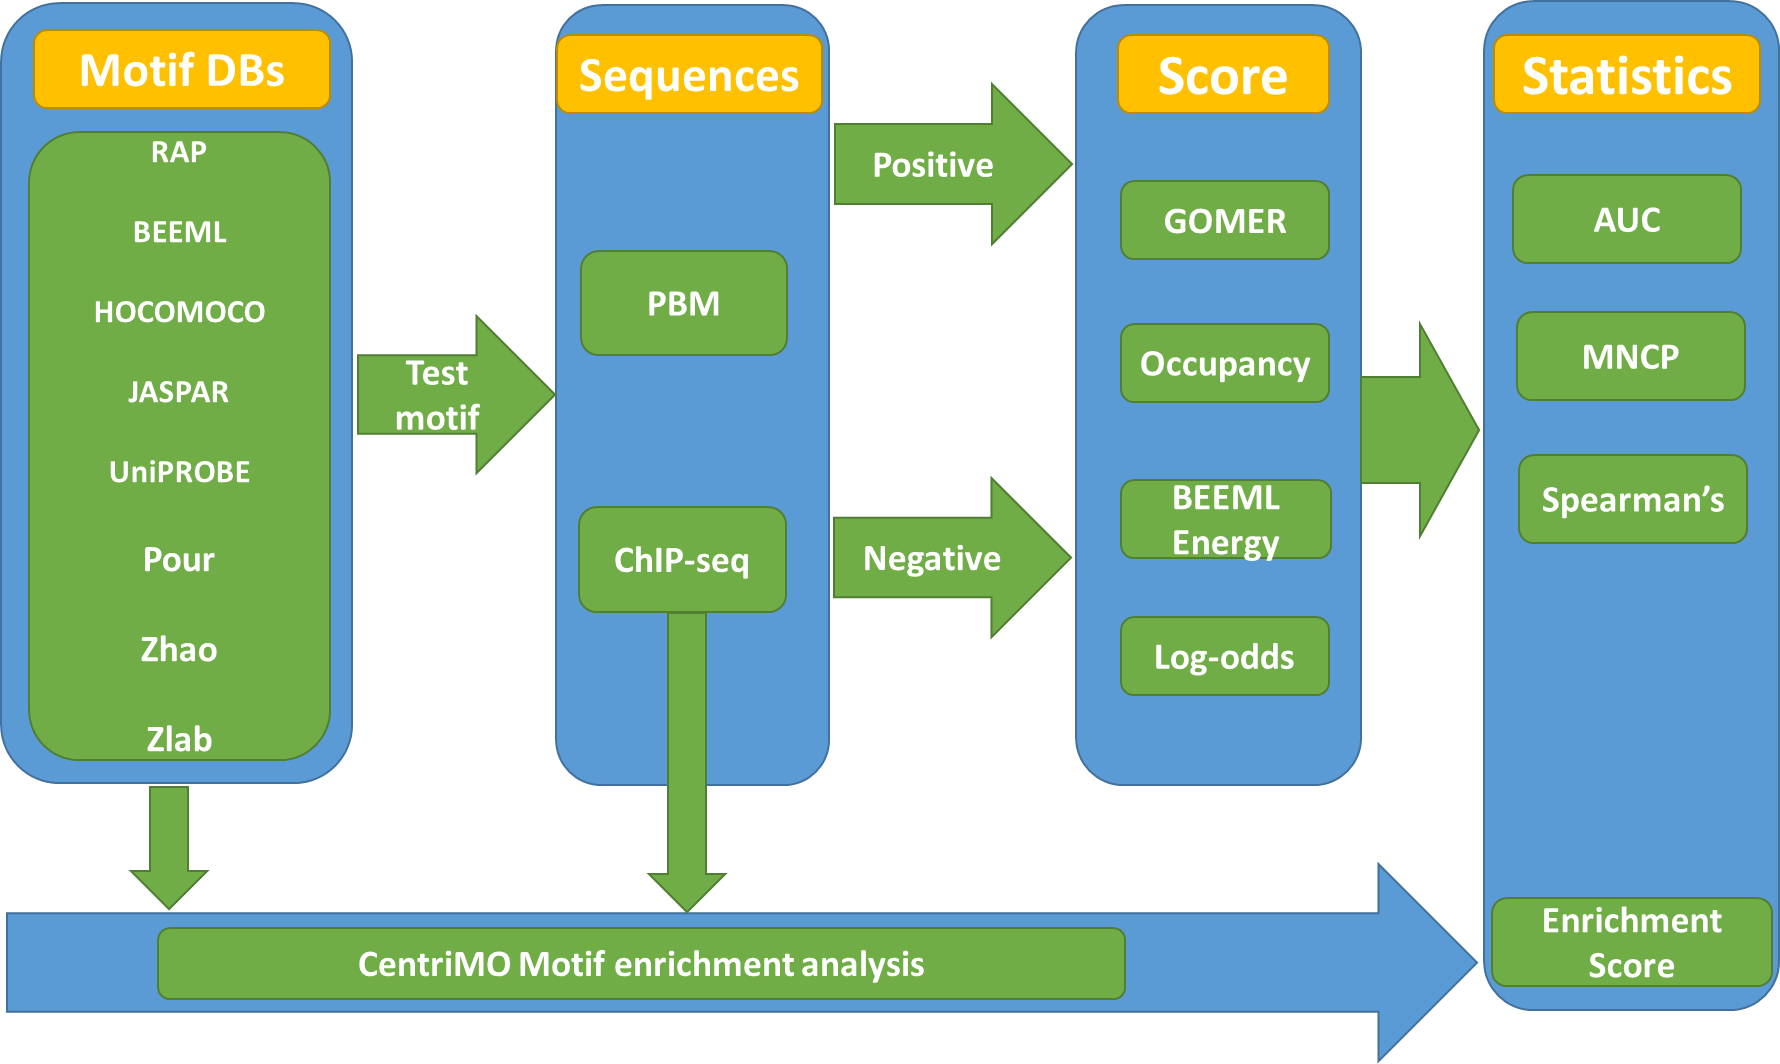 Motif DBs
RAP
BEEML
HOCOMOCO
JASPAR
UniPROBE
Pour
Zhao
Zlab
Test
motif
Sequences
PBM
ChIP-seq
Positive
Negative
Score
GOMER
Occupancy
BEEML
Energy
Log-odds
Statistics
AUC
MNCP
Spearman’s
Enrichment
Score
CentriMO Motif enrichment analysis